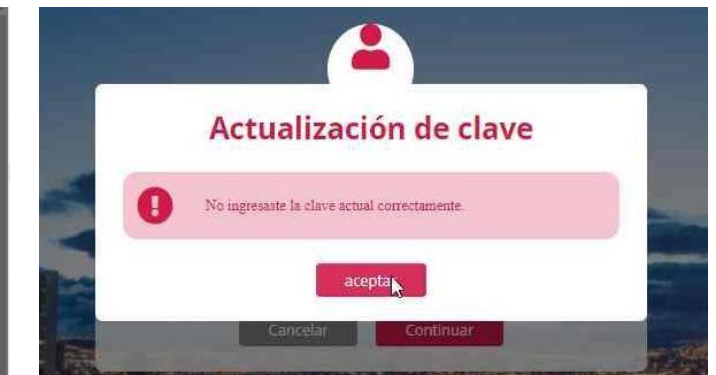 Actualización de clave
No ingresaste la clave actual correctamente.
aceptar
Cancelar
Continuar